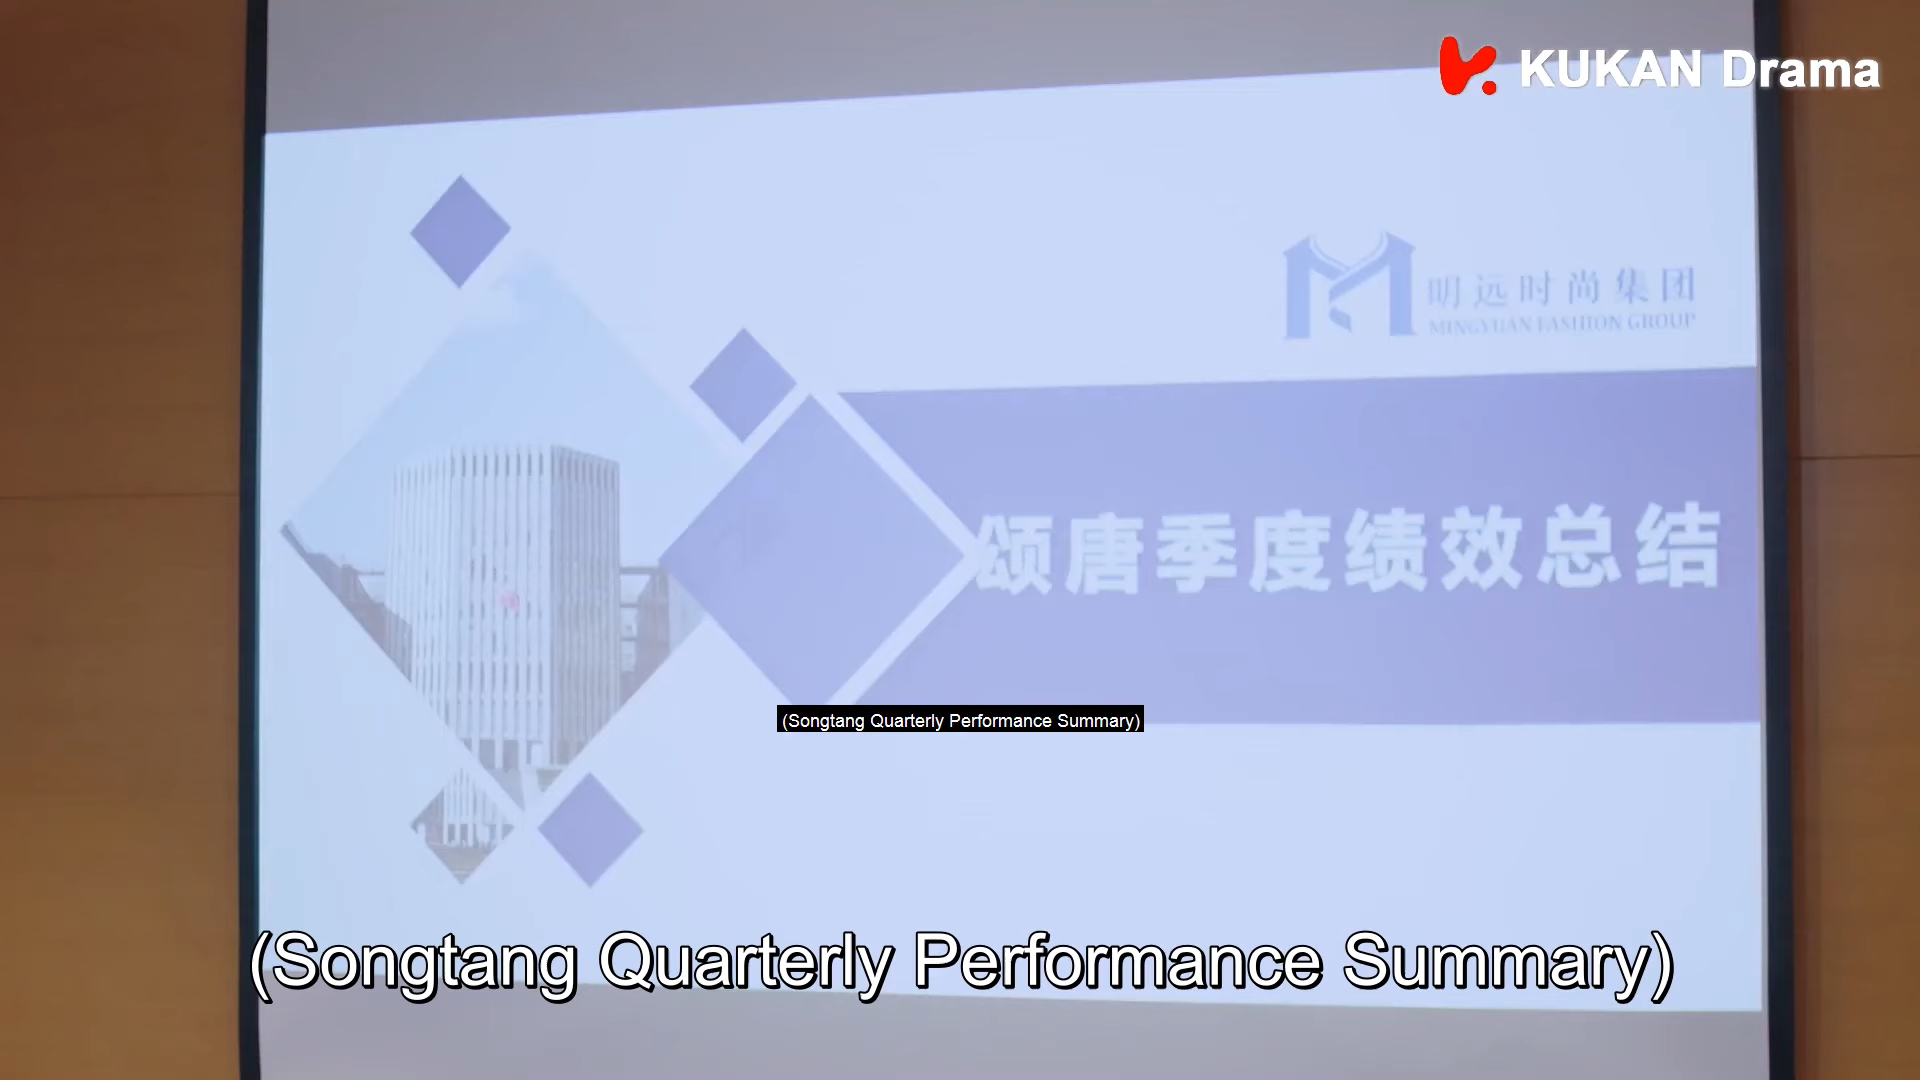 KUKAN Drama
明远时尚集团
MINGYUAN FASHION GROUP
颂唐季度绩效总结
(Songtang Quarterly Performance Summary)
(Songtang Quarterly Performance Summary)